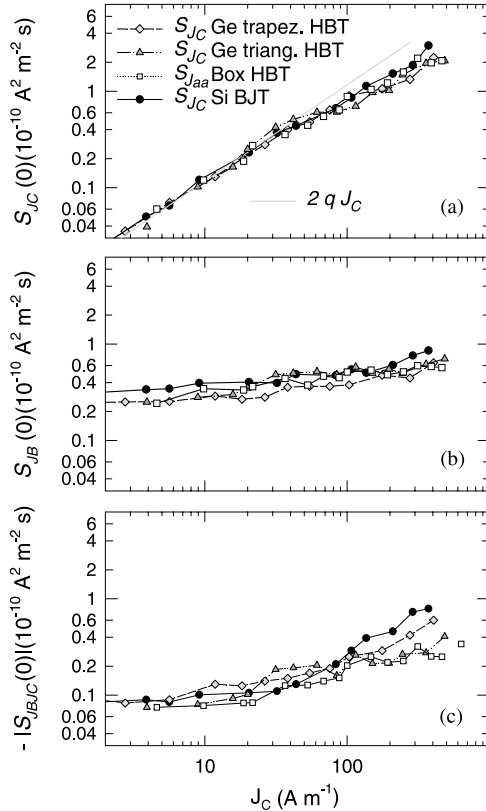 S_JC Ge trapez. HBT
S_JC Ge triang. HBT
S_Jaa Box HBT
S_JC Si BJT
2 q J_C
(a)
S_JC (0)(10^-10 A^2 m^-2 s)
6
4
2
1
0.6
0.4
0.2
0.1
0.04
(b)
S_JB (0)(10^-10 A^2 m^-2 s)
6
4
2
1
0.6
0.4
0.2
0.1
0.04
(c)
- |S_JBJC(0)|(10^-10 A^2 m^-2 s)
6
4
2
1
0.6
0.4
0.2
0.1
0.04
10
100
J_C (A m^-1)